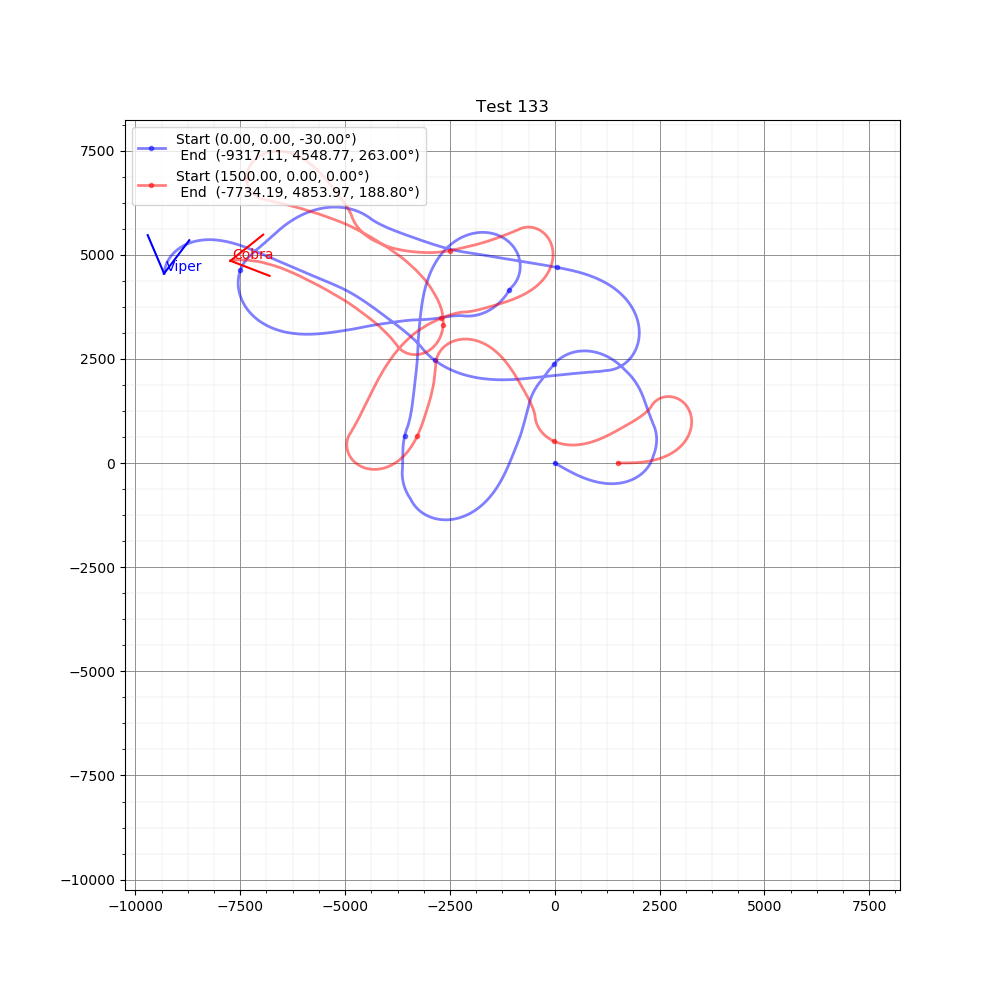 Test 133
Start (0.00, 0.00, -30.00°)
End (-9317.11, 4548.77, 263.00°)
Start (1500.00, 0.00, 0.00°)
End (-7734.19, 4853.97, 188.80°)
7500
5000
2500
0
−2500
−5000
−7500
−10000
Viper
Cobra
−10000 −7500 −5000 −2500 0 2500 5000 7500